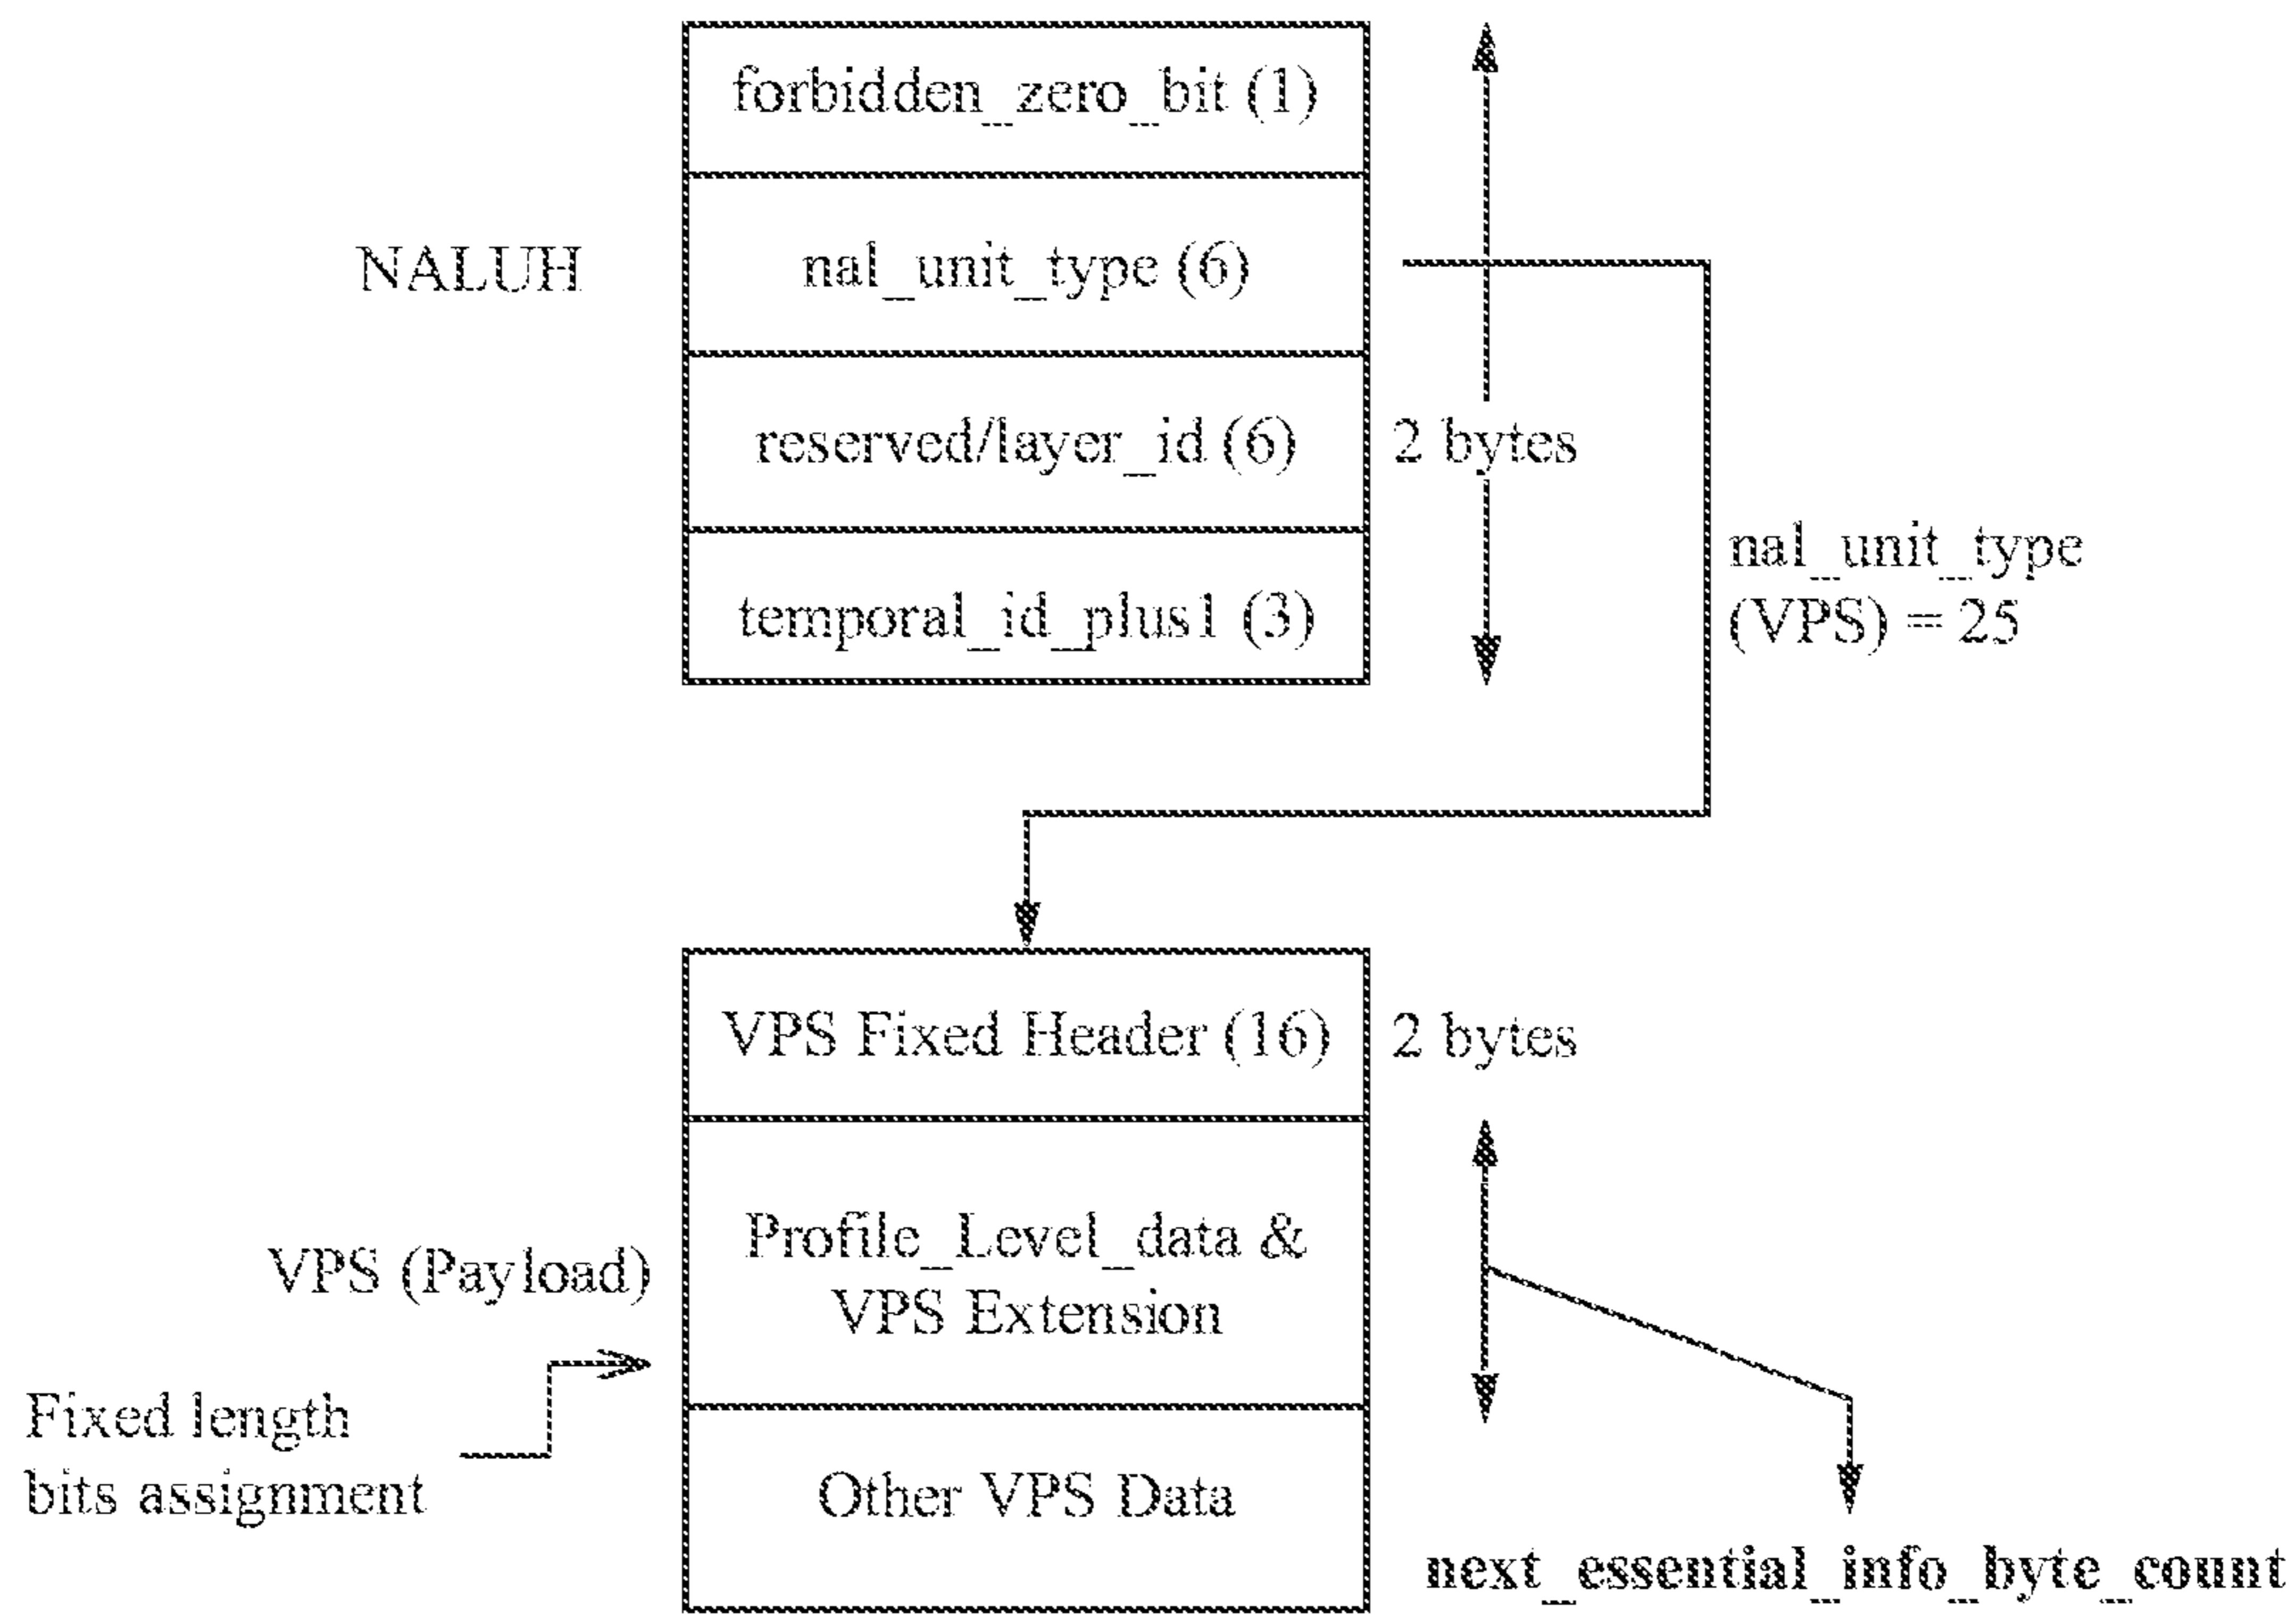 forbidden_zero_bit (1)
NALUH
nal_unit_type (6)
reserved/layer_id (6)
2 bytes
temporal_id_plus1 (3)
nal_unit_type
(VPS) = 25
VPS Fixed Header (16)
2 bytes
VPS (Payload)
Profile_Level_data &
VPS Extension
Fixed length
bits assignment
Other VPS Data
next_essential_info_byte_count